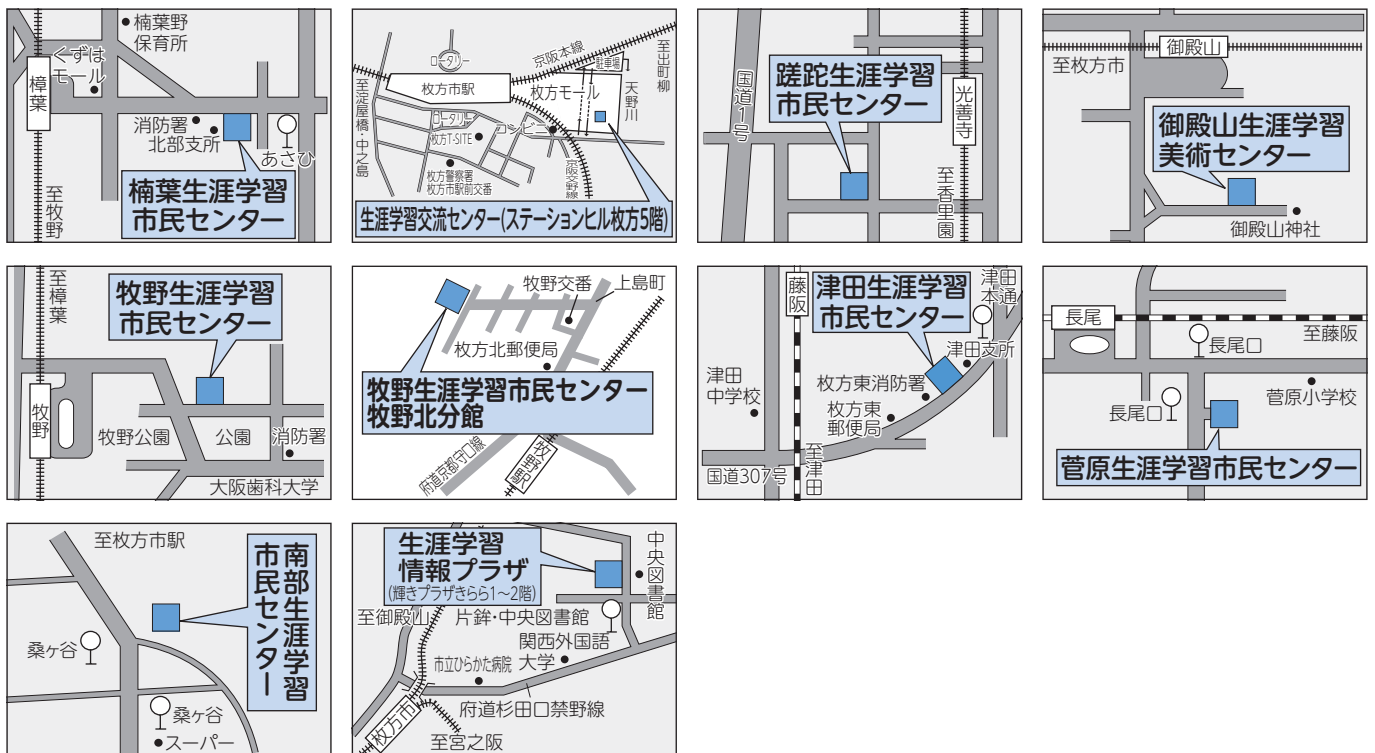 楠葉野
保育所
くずは
モール
樟葉
消防署
北部支所
あさひ
至牧野
楠葉生涯学習
市民センター
ロータリー
京阪本線
至出町柳
駐車場
枚方市駅
枚方モール
天野川
至淀屋橋・中之島
ロータリー
枚方T-SITE
コンビニ
枚方警察署
枚方市駅前交番
京阪交野線
生涯学習交流センター(ステーションヒル枚方5階)
国道1号
蹉跎生涯学習
市民センター
光善寺
至香里園
御殿山
至枚方市
御殿山生涯学習
美術センター
御殿山神社
至樟葉
牧野生涯学習
市民センター
牧野
牧野公園
公園
消防署
大阪歯科大学
牧野交番
上島町
枚方北郵便局
牧野生涯学習市民センター
牧野北分館
府道京都守口線
牧野駅
藤阪
津田生涯学習
市民センター
津田
本通
津田支所
津田
中学校
枚方東消防署
枚方東
郵便局
至津田
国道307号
長尾
至藤阪
長尾口
菅原小学校
長尾口
菅原生涯学習市民センター
至枚方市駅
南部生涯学習
市民センター
桑ヶ谷
桑ヶ谷
スーパー
生涯学習
情報プラザ
(輝きプラザきらら1～2階)
中央図書館
至御殿山
片鉾・中央図書館
関西外国語
大学
市立ひらかた病院
府道杉田口禁野線
枚方市
至宮之阪